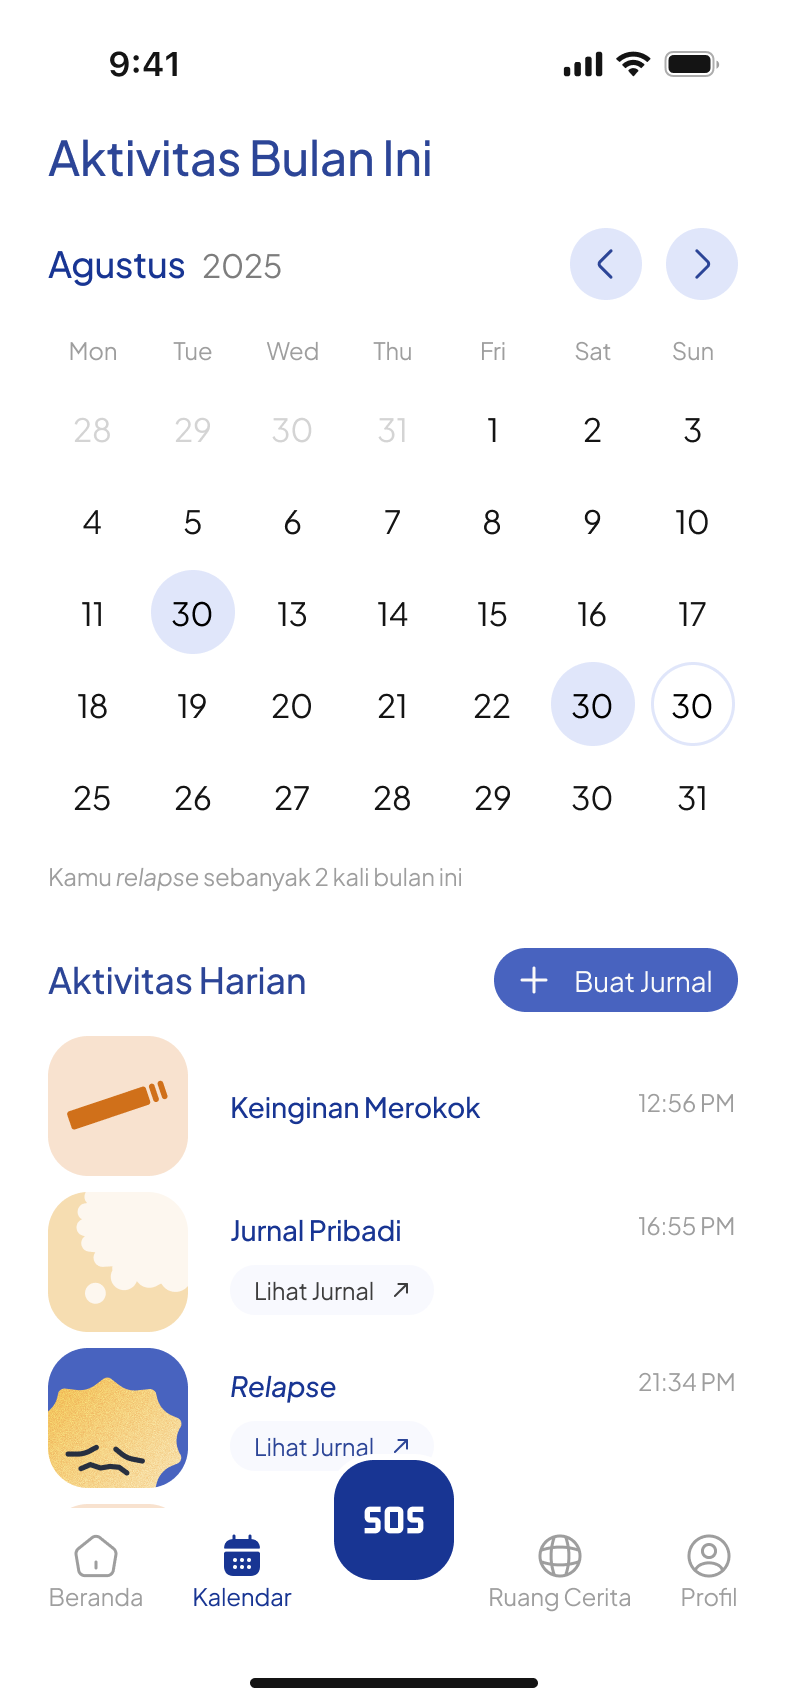 9:41
Aktivitas Bulan Ini
Agustus 2025
Mon Tue Wed Thu Fri Sat Sun
28 29 30 31 1 2 3
4 5 6 7 8 9 10
11 30 13 14 15 16 17
18 19 20 21 22 30 30
25 26 27 28 29 30 31
Kamu relapse sebanyak 2 kali bulan ini
Aktivitas Harian
Buat Jurnal
Keinginan Merokok 12:56 PM
Jurnal Pribadi 16:55 PM
Lihat Jurnal
Relapse 21:34 PM
Lihat Jurnal
SOS
Beranda Kalendar Ruang Cerita Profil